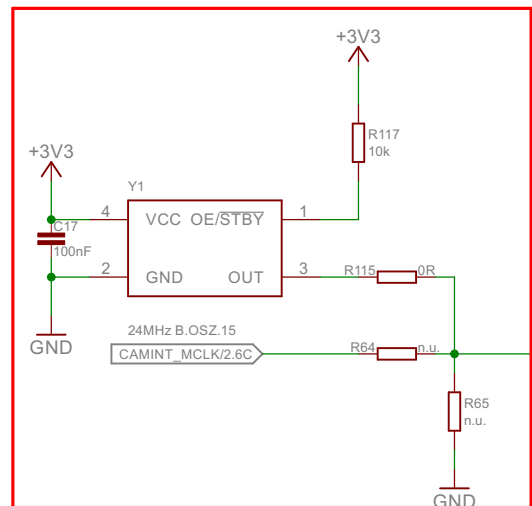 +3V3
R117
10k
+3V3
Y1
C17
100nF
4 VCC OE/STBY 1
2 GND OUT 3
R115 0R
24MHz B.OSZ.15
GND
CAMINT_MCLK/2.6C
R64 n.u.
R65
n.u.
GND